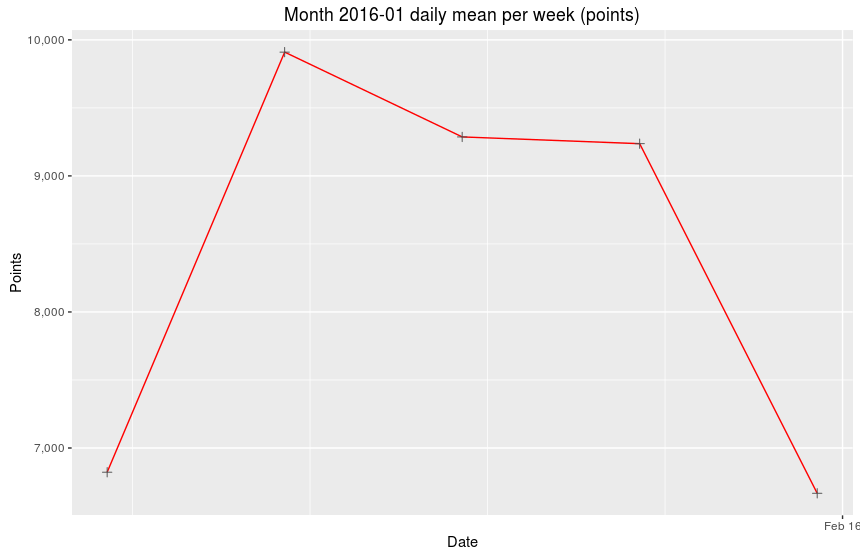 Month 2016-01 daily mean per week (points)
10,000
9,000
8,000
7,000
Points
Feb 16
Date